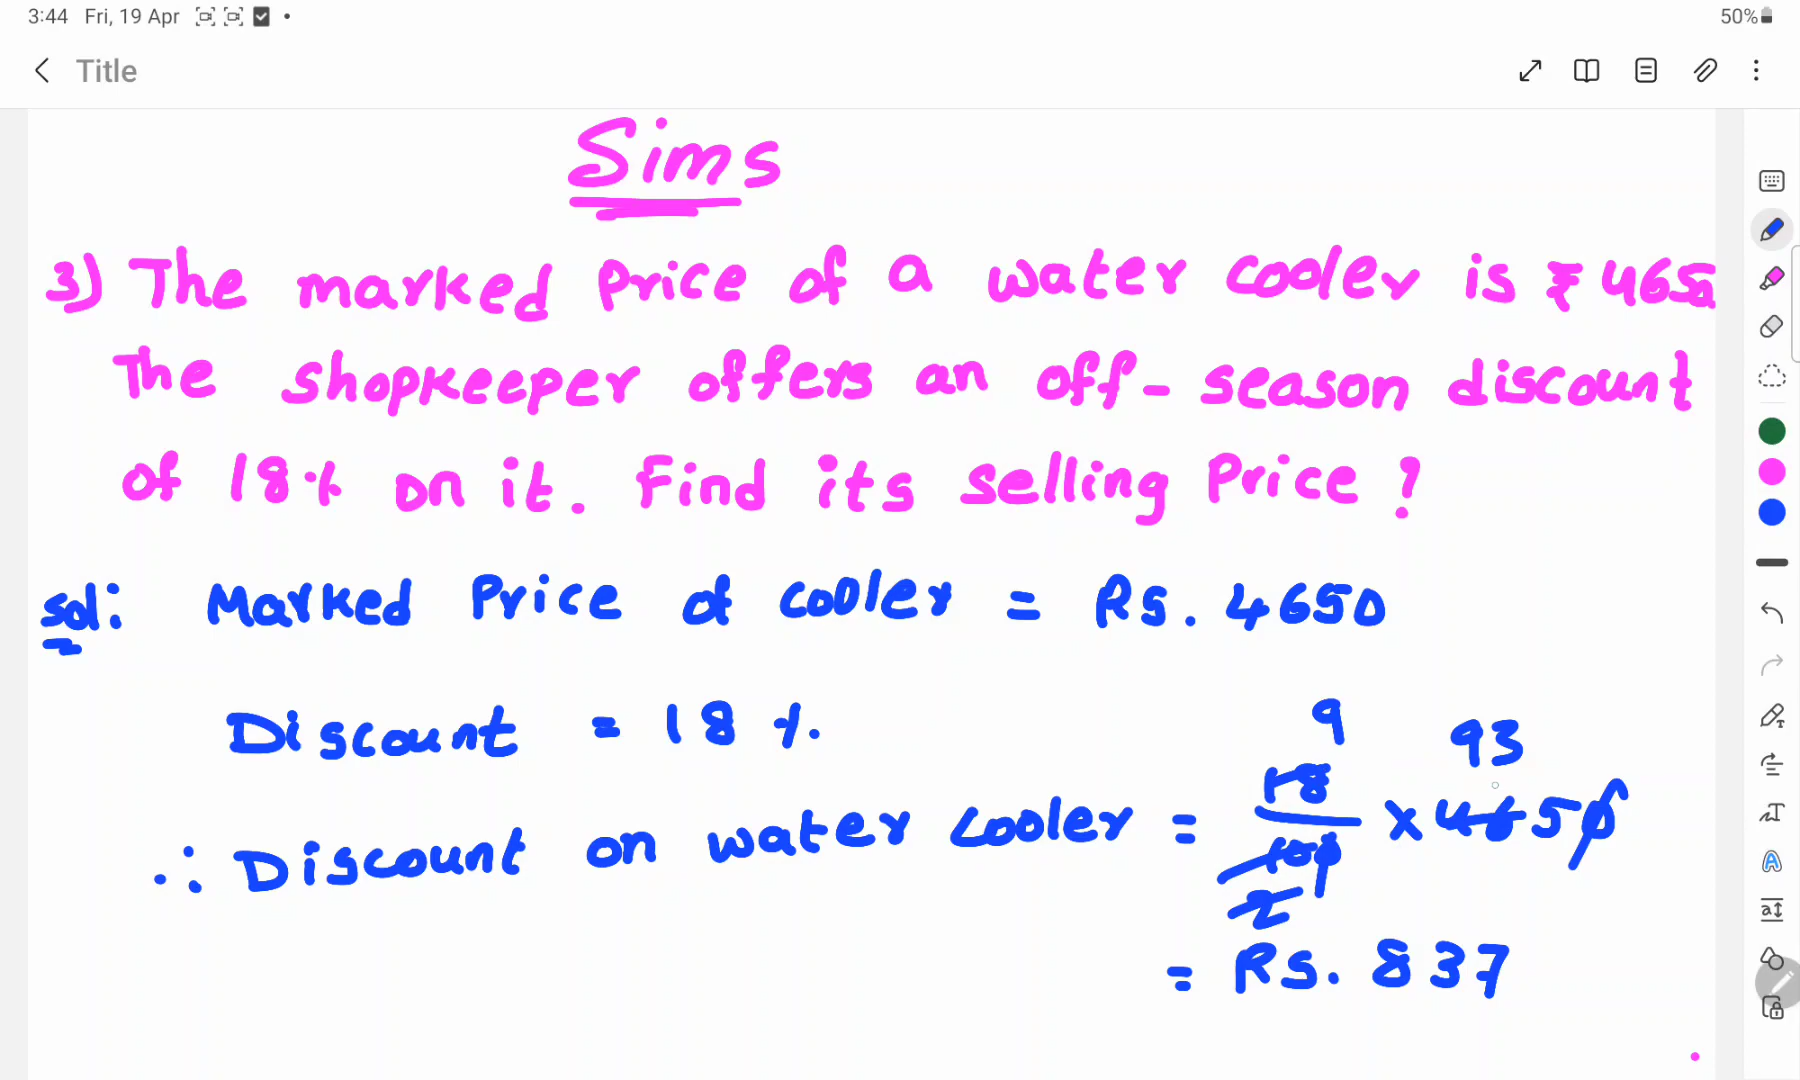 3:44 Fri, 19 Apr
50%
Title
Sims
3) The marked Price of a water cooler is ₹ 4650
The shopkeeper offers an off-season discount
of 18% on it. Find its selling Price?
Sol: Marked Price of cooler = Rs. 4650
Discount = 18%.
9 93
∴ Discount on water cooler = 18/100 × 4650
2
= Rs. 837